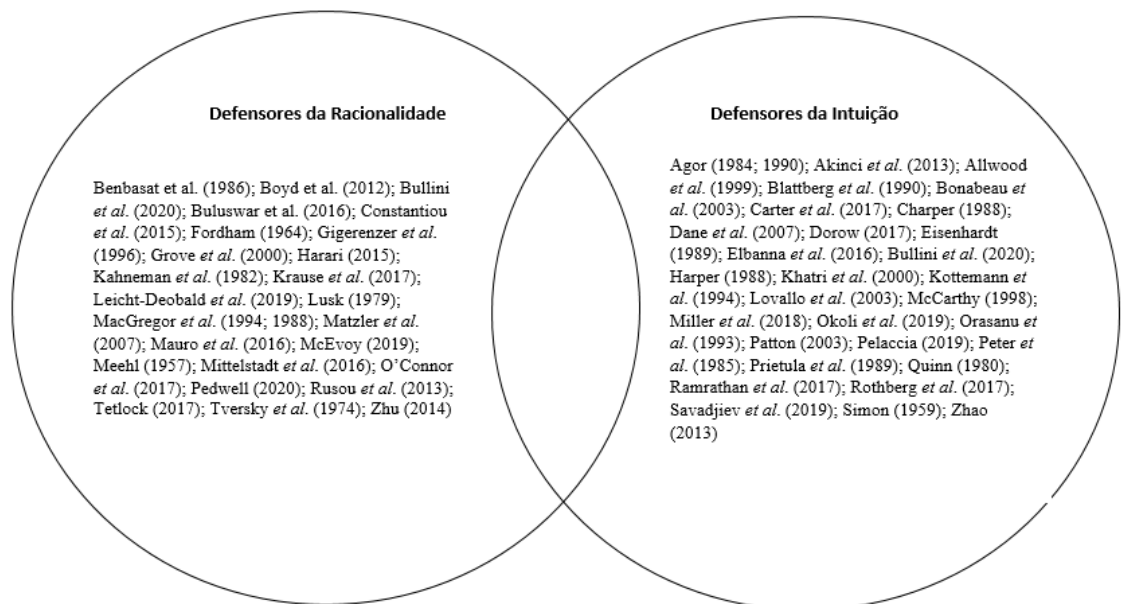 Defensores da Racionalidade
Benbasat et al. (1986); Boyd et al. (2012); Bullini
et al. (2020); Buluswar et al. (2016); Constantiou
et al. (2015); Fordham (1964); Gigerenzer et al.
(1996); Grove et al. (2000); Harari (2015);
Kahneman et al. (1982); Krause et al. (2017);
Leicht-Deobald et al. (2019); Lusk (1979);
MacGregor et al. (1994; 1988); Matzler et al.
(2007); Mauro et al. (2016); McEvoy (2019);
Meehl (1957); Mittelstadt et al. (2016); O’Connor
et al. (2017); Pedwell (2020); Rusou et al. (2013);
Tetlock (2017); Tversky et al. (1974); Zhu (2014)
Defensores da Intuição
Agor (1984; 1990); Akinci et al. (2013); Allwood
et al. (1999); Blattberg et al. (1990); Bonabeau et
al. (2003); Carter et al. (2017); Charper (1988);
Dane et al. (2007); Dorow (2017); Eisenhardt
(1989); Elbanna et al. (2016); Bullini et al. (2020);
Harper (1988); Khatri et al. (2000); Kottemann et
al. (1994); Lovallo et al. (2003); McCarthy (1998);
Miller et al. (2018); Okoli et al. (2019); Orasanu et
al. (1993); Patton (2003); Pelaccia (2019); Peter et
al. (1985); Prietula et al. (1989); Quinn (1980);
Ramrathan et al. (2017); Rothberg et al. (2017);
Savadjiev et al. (2019); Simon (1959); Zhao
(2013)